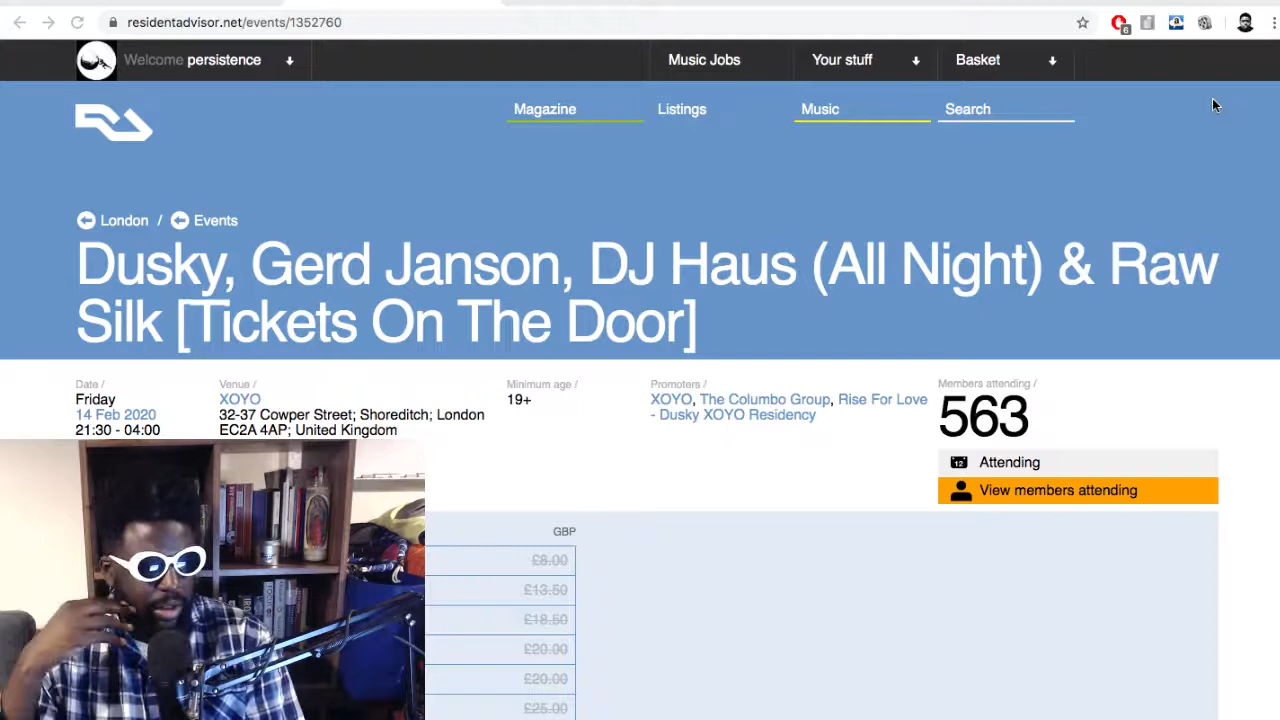 residentadvisor.net/events/1352760
6
Welcome persistence
Music Jobs
Your stuff
Basket
Magazine
Listings
Music
Search
London / Events
Dusky, Gerd Janson, DJ Haus (All Night) & Raw
Silk [Tickets On The Door]
Date /
Friday
14 Feb 2020
21:30 - 04:00
Venue /
XOYO
32-37 Cowper Street; Shoreditch; London
EC2A 4AP; United Kingdom
Minimum age /
19+
Promoters /
XOYO, The Columbo Group, Rise For Love
- Dusky XOYO Residency
Members attending /
563
12
Attending
View members attending
GBP
£8.00
£13.50
£18.50
£20.00
£20.00
£25.00